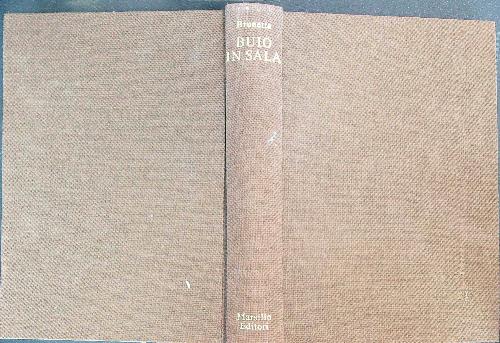 Brunetta
BUIO
IN SALA
Marsilio
Editori